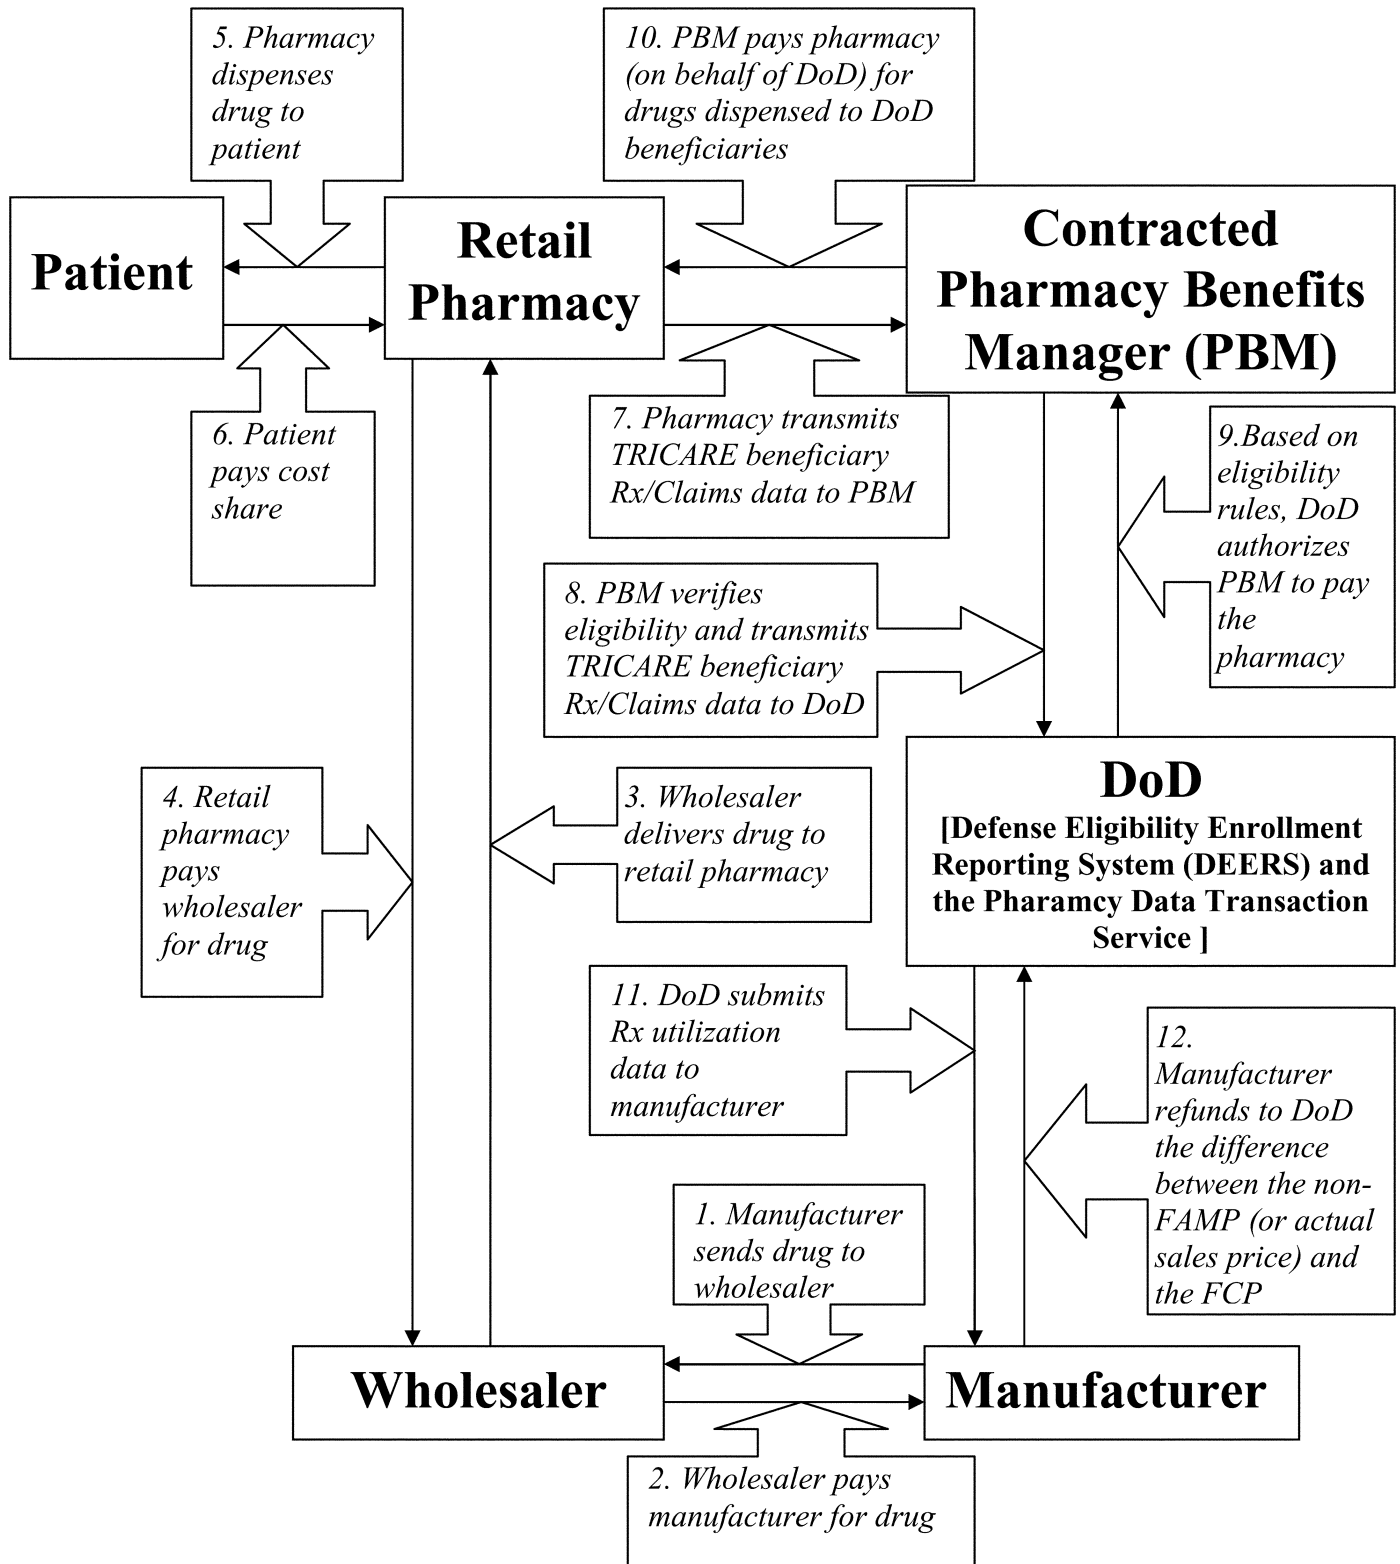 5. Pharmacy
dispenses
drug to
patient
10. PBM pays pharmacy
(on behalf of DoD) for
drugs dispensed to DoD
beneficiaries
Patient
Retail
Pharmacy
Contracted
Pharmacy Benefits
Manager (PBM)
6. Patient
pays cost
share
7. Pharmacy transmits
TRICARE beneficiary
Rx/Claims data to PBM
9.Based on
eligibility
rules, DoD
authorizes
PBM to pay
the
pharmacy
8. PBM verifies
eligibility and transmits
TRICARE beneficiary
Rx/Claims data to DoD
4. Retail
pharmacy
pays
wholesaler
for drug
3. Wholesaler
delivers drug to
retail pharmacy
DoD
[Defense Eligibility Enrollment
Reporting System (DEERS) and
the Pharamcy Data Transaction
Service ]
11. DoD submits
Rx utilization
data to
manufacturer
12.
Manufacturer
refunds to DoD
the difference
between the non-
FAMP (or actual
sales price) and
the FCP
1. Manufacturer
sends drug to
wholesaler
Wholesaler
Manufacturer
2. Wholesaler pays
manufacturer for drug